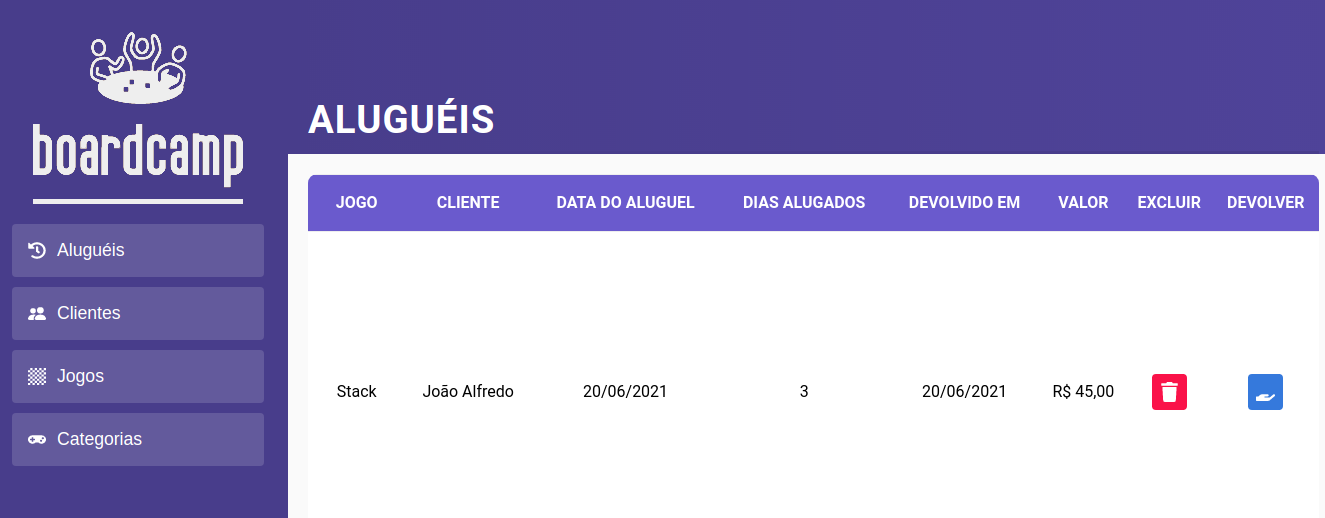 boardcamp
Aluguéis
Clientes
Jogos
Categorias
ALUGUÉIS
JOGO CLIENTE DATA DO ALUGUEL DIAS ALUGADOS DEVOLVIDO EM VALOR EXCLUIR DEVOLVER
Stack João Alfredo 20/06/2021 3 20/06/2021 R$ 45,00